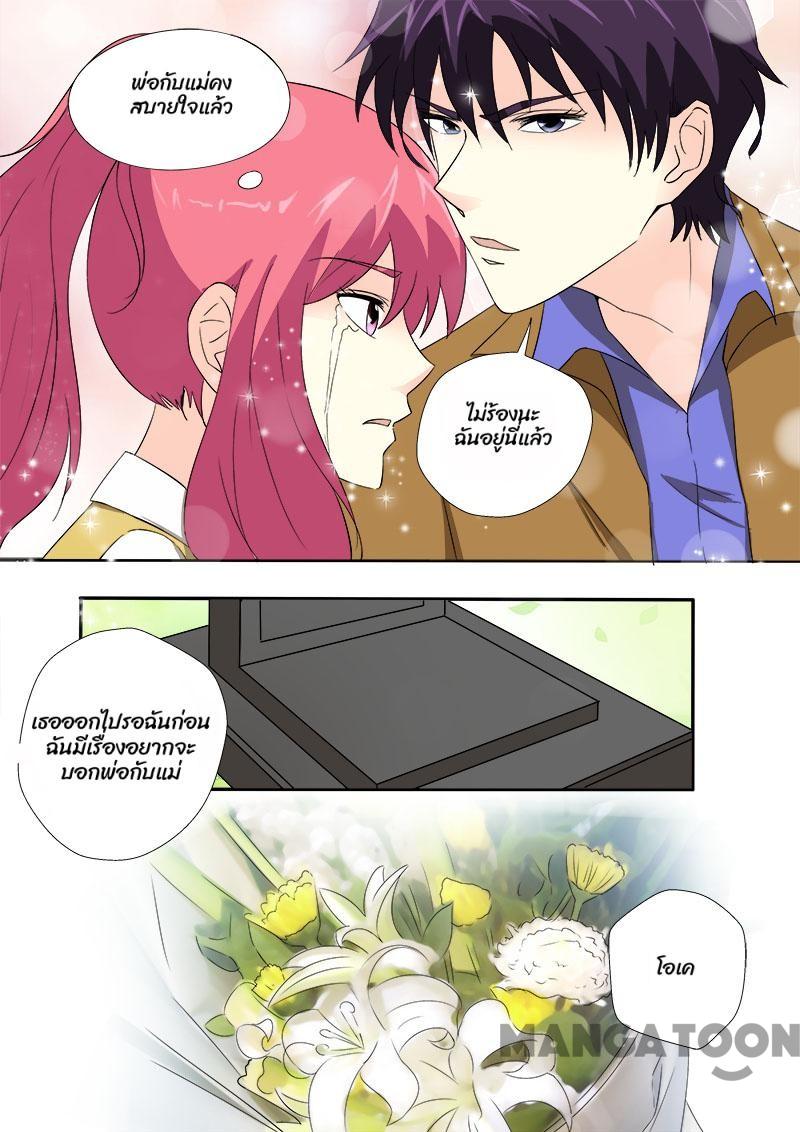 พ่อกับแม่คง
สบายใจแล้ว
ไม่ร้องนะ
ฉันอยู่นี่แล้ว
เธอออกไปรอฉันก่อน
ฉันมีเรื่องอยากจะ
บอกพ่อกับแม่
โอเค
MANGATOON